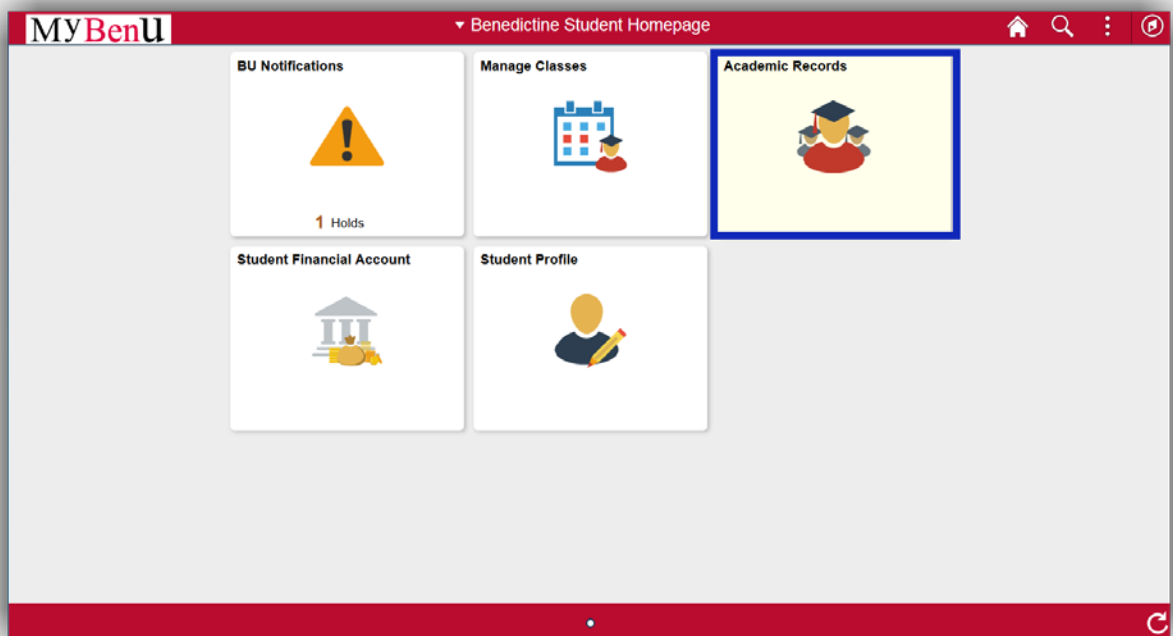 MyBenU
Benedictine Student Homepage
BU Notifications
1 Holds
Manage Classes
Academic Records
Student Financial Account
Student Profile